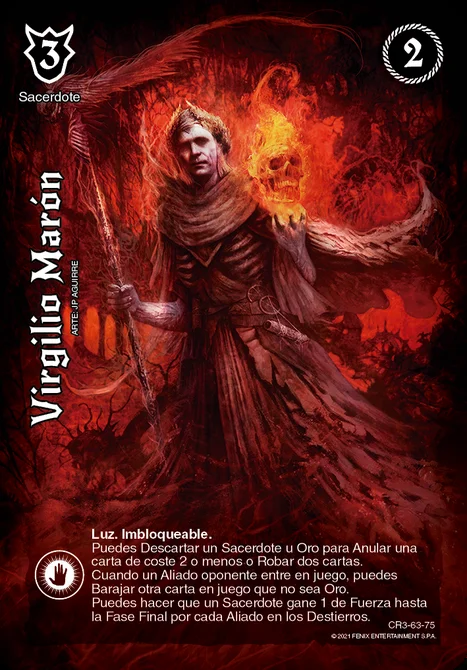 3
2
Sacerdote
Virgilio Marón
ARTE: JP AGUIRRE
Luz. Imbloqueable.
Puedes Descartar un Sacerdote u Oro para Anular una
carta de coste 2 o menos o Robar dos cartas.
Cuando un Aliado oponente entre en juego, puedes
Barajar otra carta en juego que no sea Oro.
Puedes hacer que un Sacerdote gane 1 de Fuerza hasta
la Fase Final por cada Aliado en los Destierros.
CR3-63-75
©2021 FENIX ENTERTAINMENT S.P.A.